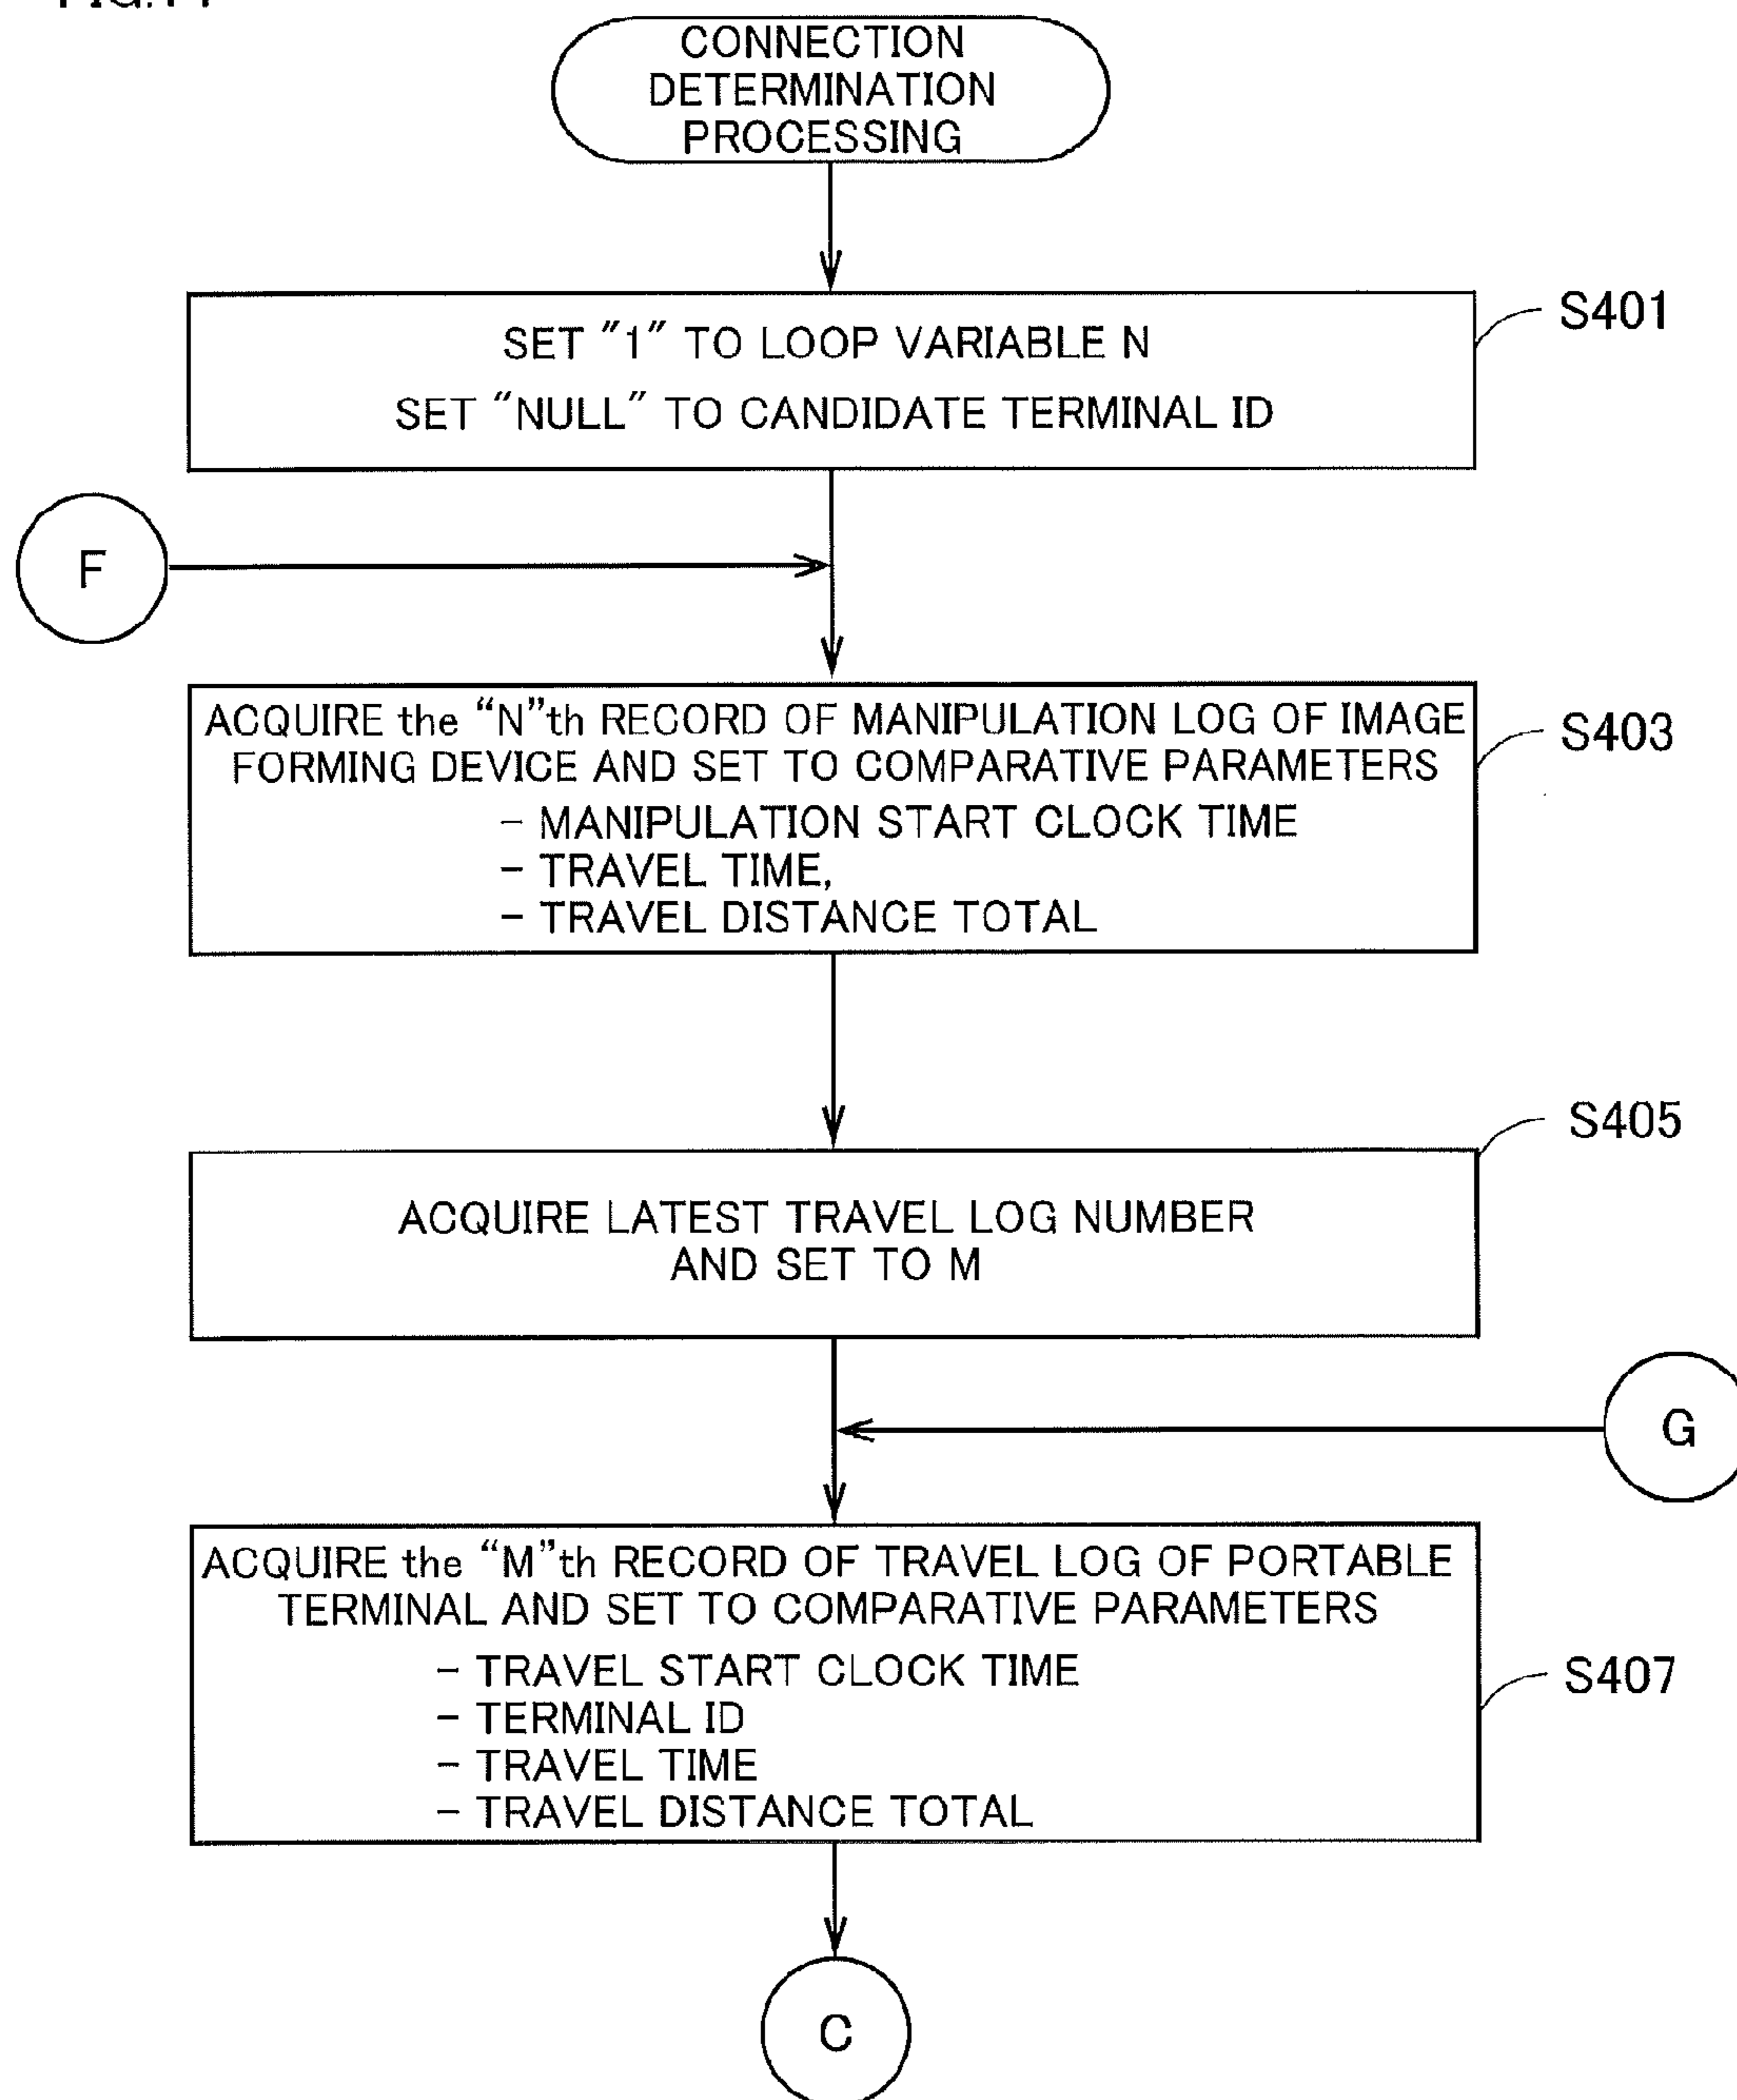 CONNECTION
DETERMINATION
PROCESSING
SET "1" TO LOOP VARIABLE N
SET "NULL" TO CANDIDATE TERMINAL ID
S401
F
ACQUIRE the “N”th RECORD OF MANIPULATION LOG OF IMAGE
FORMING DEVICE AND SET TO COMPARATIVE PARAMETERS
- MANIPULATION START CLOCK TIME
- TRAVEL TIME,
- TRAVEL DISTANCE TOTAL
S403
S405
ACQUIRE LATEST TRAVEL LOG NUMBER
AND SET TO M
G
ACQUIRE the “M”th RECORD OF TRAVEL LOG OF PORTABLE
TERMINAL AND SET TO COMPARATIVE PARAMETERS
- TRAVEL START CLOCK TIME
- TERMINAL ID
- TRAVEL TIME
- TRAVEL DISTANCE TOTAL
S407
C